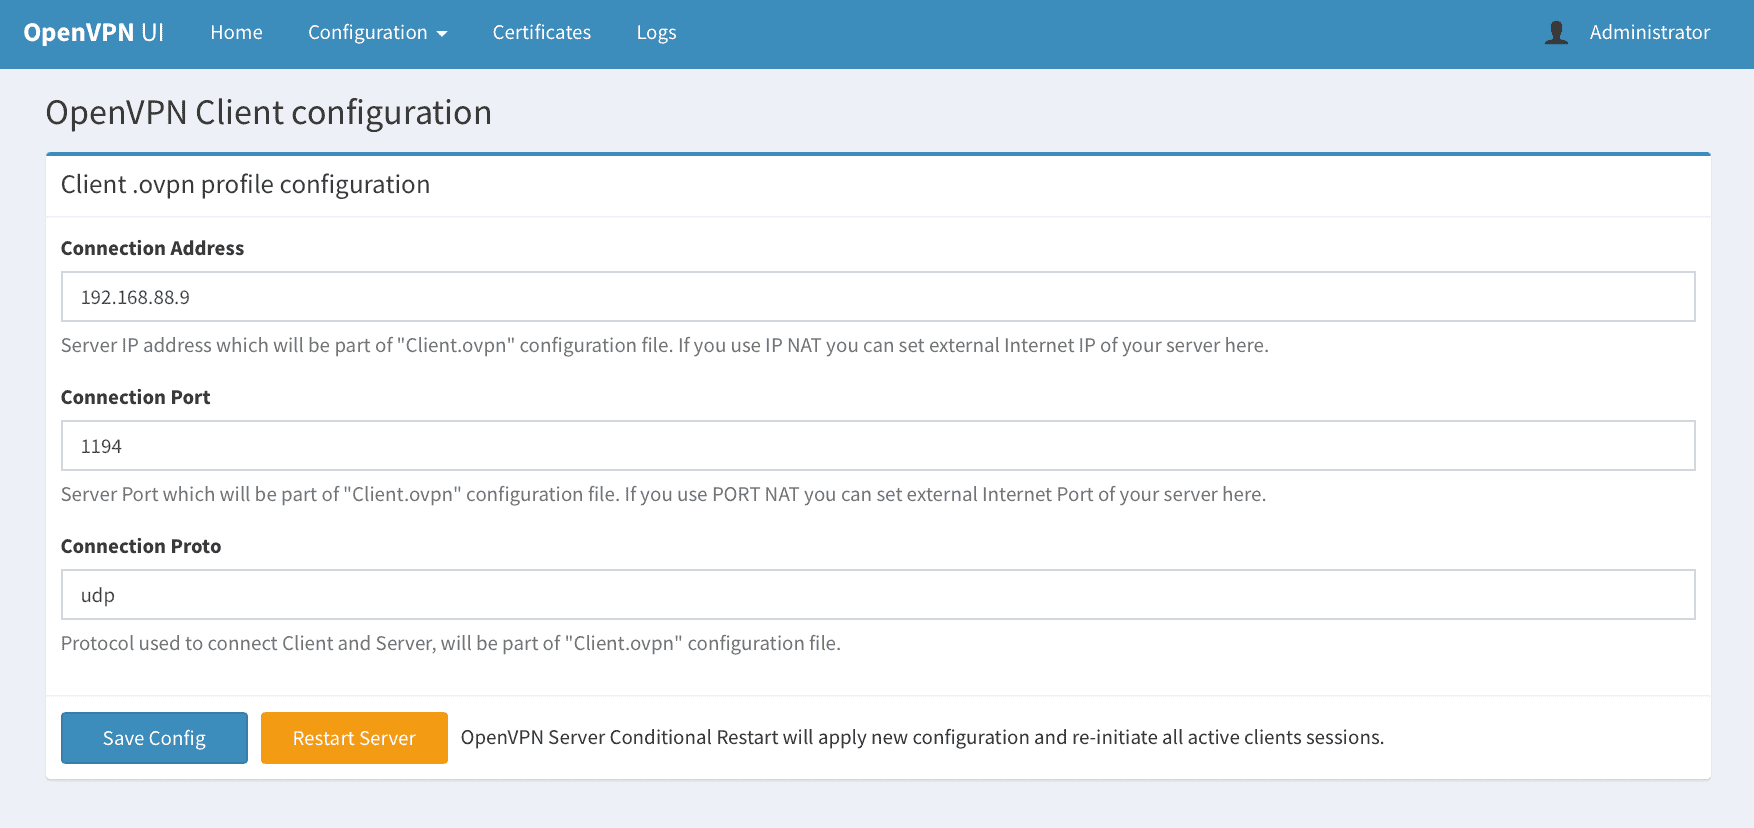 OpenVPN UI Home Configuration Certificates Logs Administrator
OpenVPN Client configuration
Client .ovpn profile configuration
Connection Address
192.168.88.9
Server IP address which will be part of "Client.ovpn" configuration file. If you use IP NAT you can set external Internet IP of your server here.
Connection Port
1194
Server Port which will be part of "Client.ovpn" configuration file. If you use PORT NAT you can set external Internet Port of your server here.
Connection Proto
udp
Protocol used to connect Client and Server, will be part of "Client.ovpn" configuration file.
Save Config Restart Server OpenVPN Server Conditional Restart will apply new configuration and re-initiate all active clients sessions.